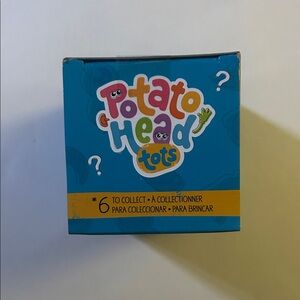 Potato
Head
tots
?
?
*6 TO COLLECT • À COLLECTIONNER
PARA COLECCIONAR • PARA BRINCAR